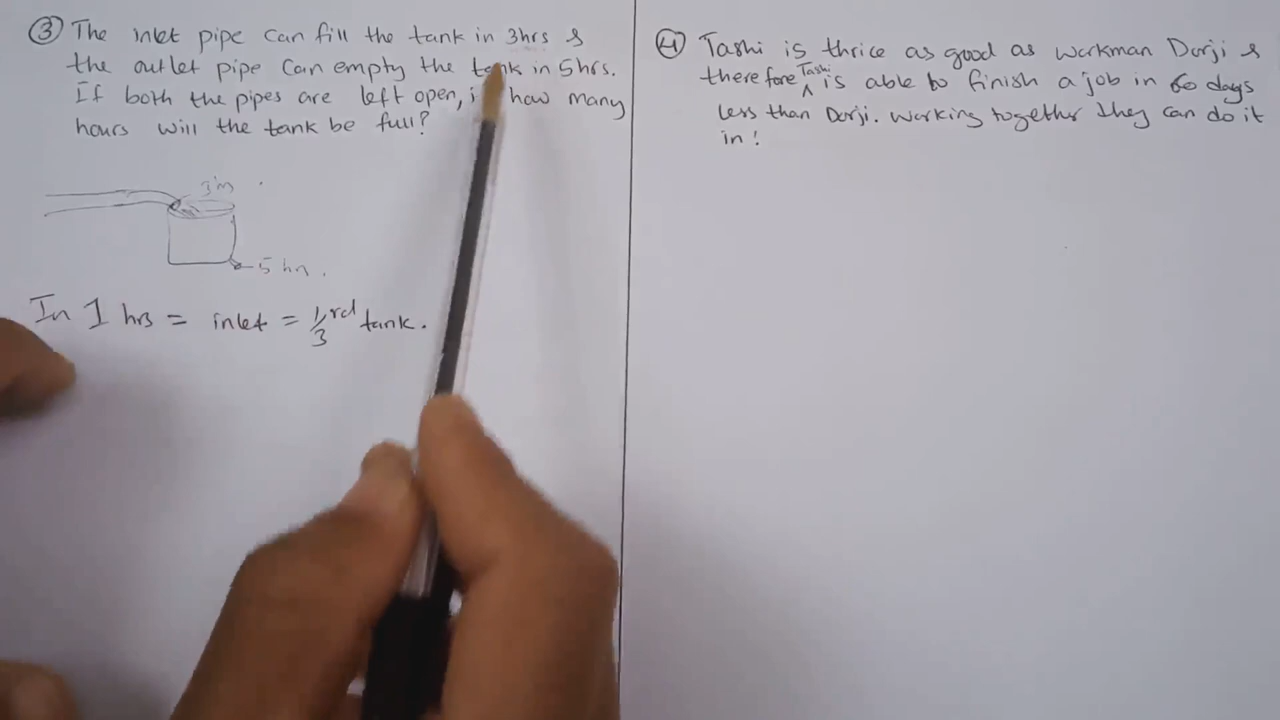 ③ The inlet pipe can fill the tank in 3hrs &
the outlet pipe can empty the tank in 5hrs.
If both the pipes are left open, how many
hours will the tank be full?
5 hrs.
In 1 hrs = inlet = 1/3 rd tank.
④ Tashi is thrice as good as workman Dorji &
therefore Tashi is able to finish a job in 60 days
less than Dorji. Working together they can do it
in: